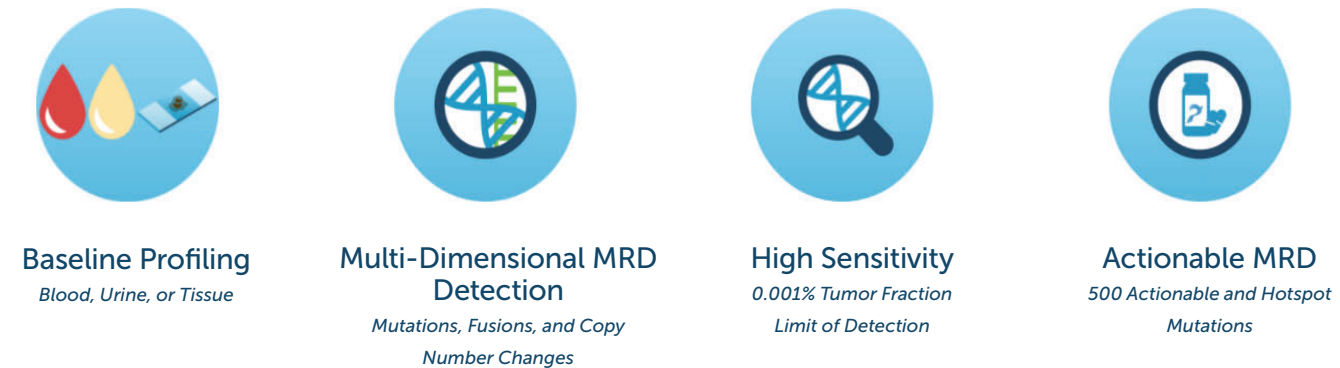 Baseline Profiling
Blood, Urine, or Tissue
Multi-Dimensional MRD
Detection
Mutations, Fusions, and Copy
Number Changes
High Sensitivity
0.001% Tumor Fraction
Limit of Detection
Actionable MRD
500 Actionable and Hotspot
Mutations